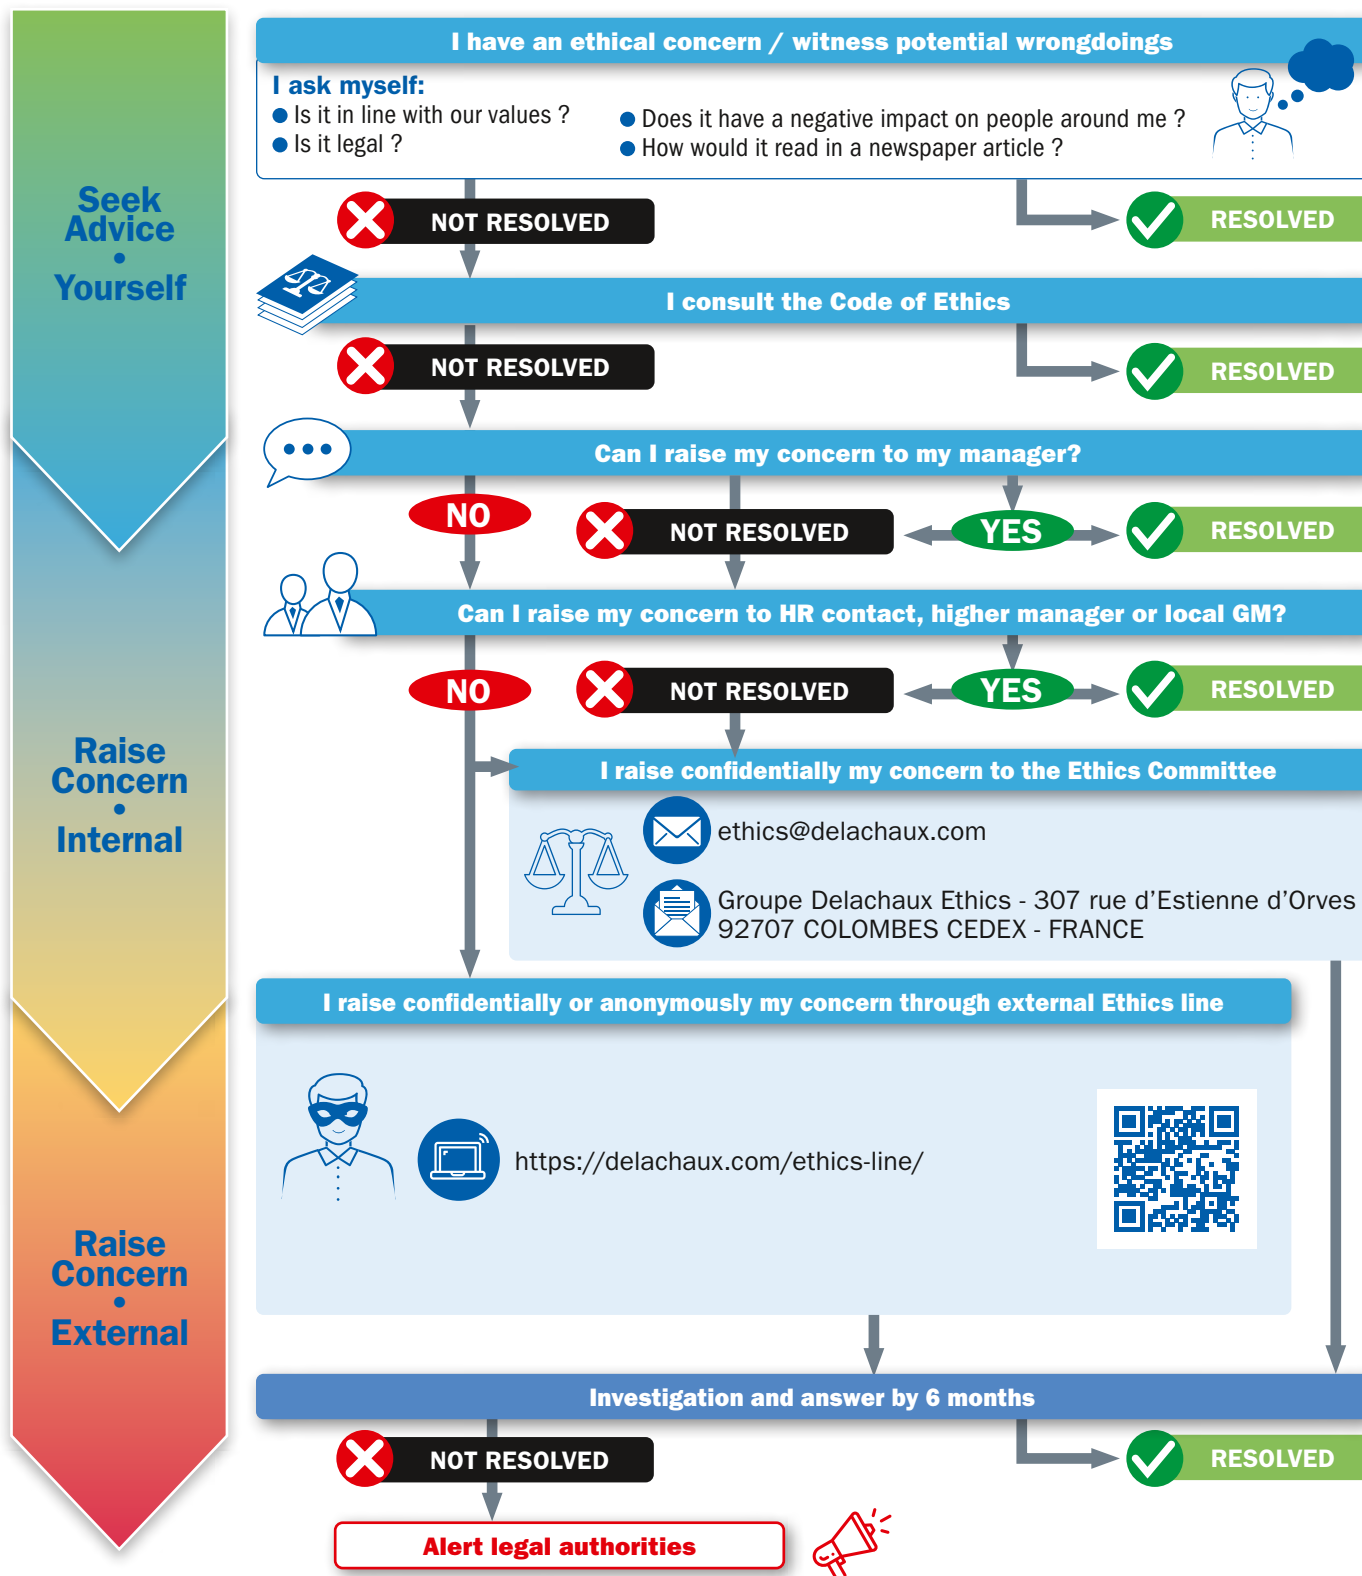 I have an ethical concern / witness potential wrongdoings
I ask myself:
● Is it in line with our values ?
● Is it legal ?
● Does it have a negative impact on people around me ?
● How would it read in a newspaper article ?
Seek
Advice
•
Yourself
NOT RESOLVED
RESOLVED
I consult the Code of Ethics
NOT RESOLVED
RESOLVED
Can I raise my concern to my manager?
NO
NOT RESOLVED
YES
RESOLVED
Can I raise my concern to HR contact, higher manager or local GM?
NO
NOT RESOLVED
YES
RESOLVED
Raise
Concern
•
Internal
I raise confidentially my concern to the Ethics Committee
ethics@delachaux.com
Groupe Delachaux Ethics - 307 rue d'Estienne d'Orves
92707 COLOMBES CEDEX - FRANCE
I raise confidentially or anonymously my concern through external Ethics line
https://delachaux.com/ethics-line/
Raise
Concern
•
External
Investigation and answer by 6 months
NOT RESOLVED
RESOLVED
Alert legal authorities